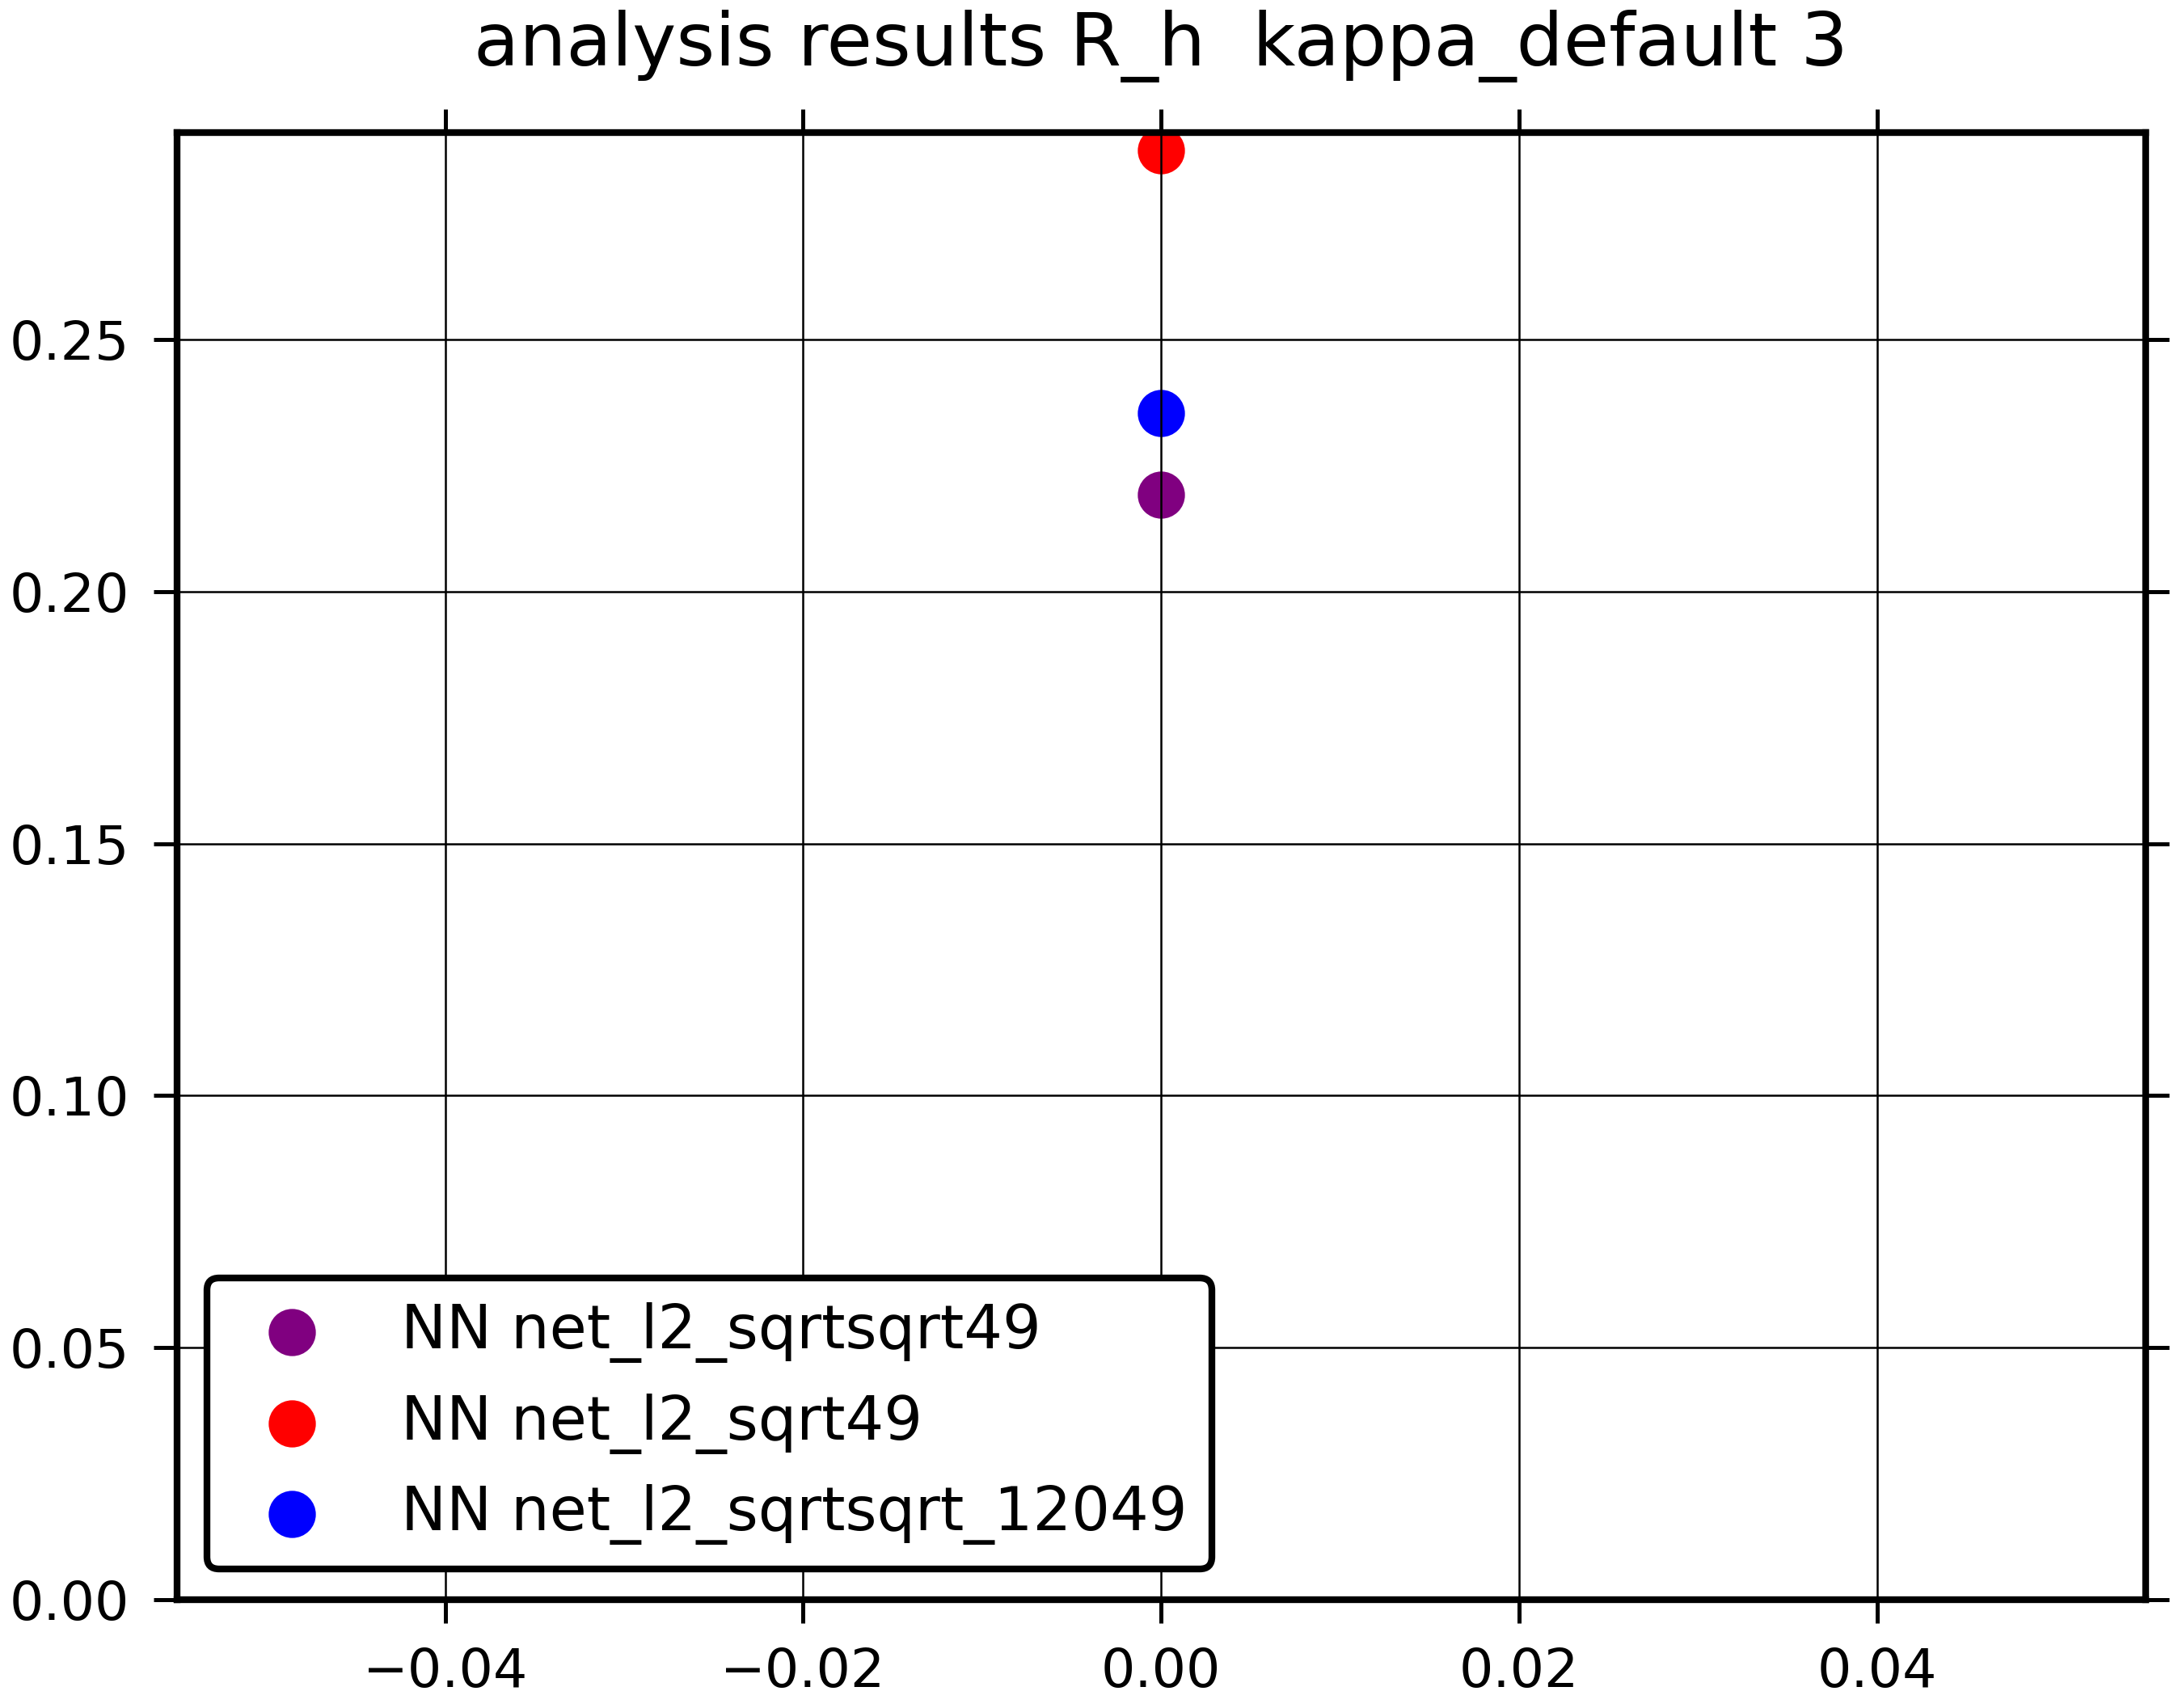 analysis results R_h  kappa_default 3
0.25
0.20
0.15
0.10
0.05
0.00
NN net_l2_sqrtsqrt49
NN net_l2_sqrt49
NN net_l2_sqrtsqrt_12049
−0.04
−0.02
0.00
0.02
0.04